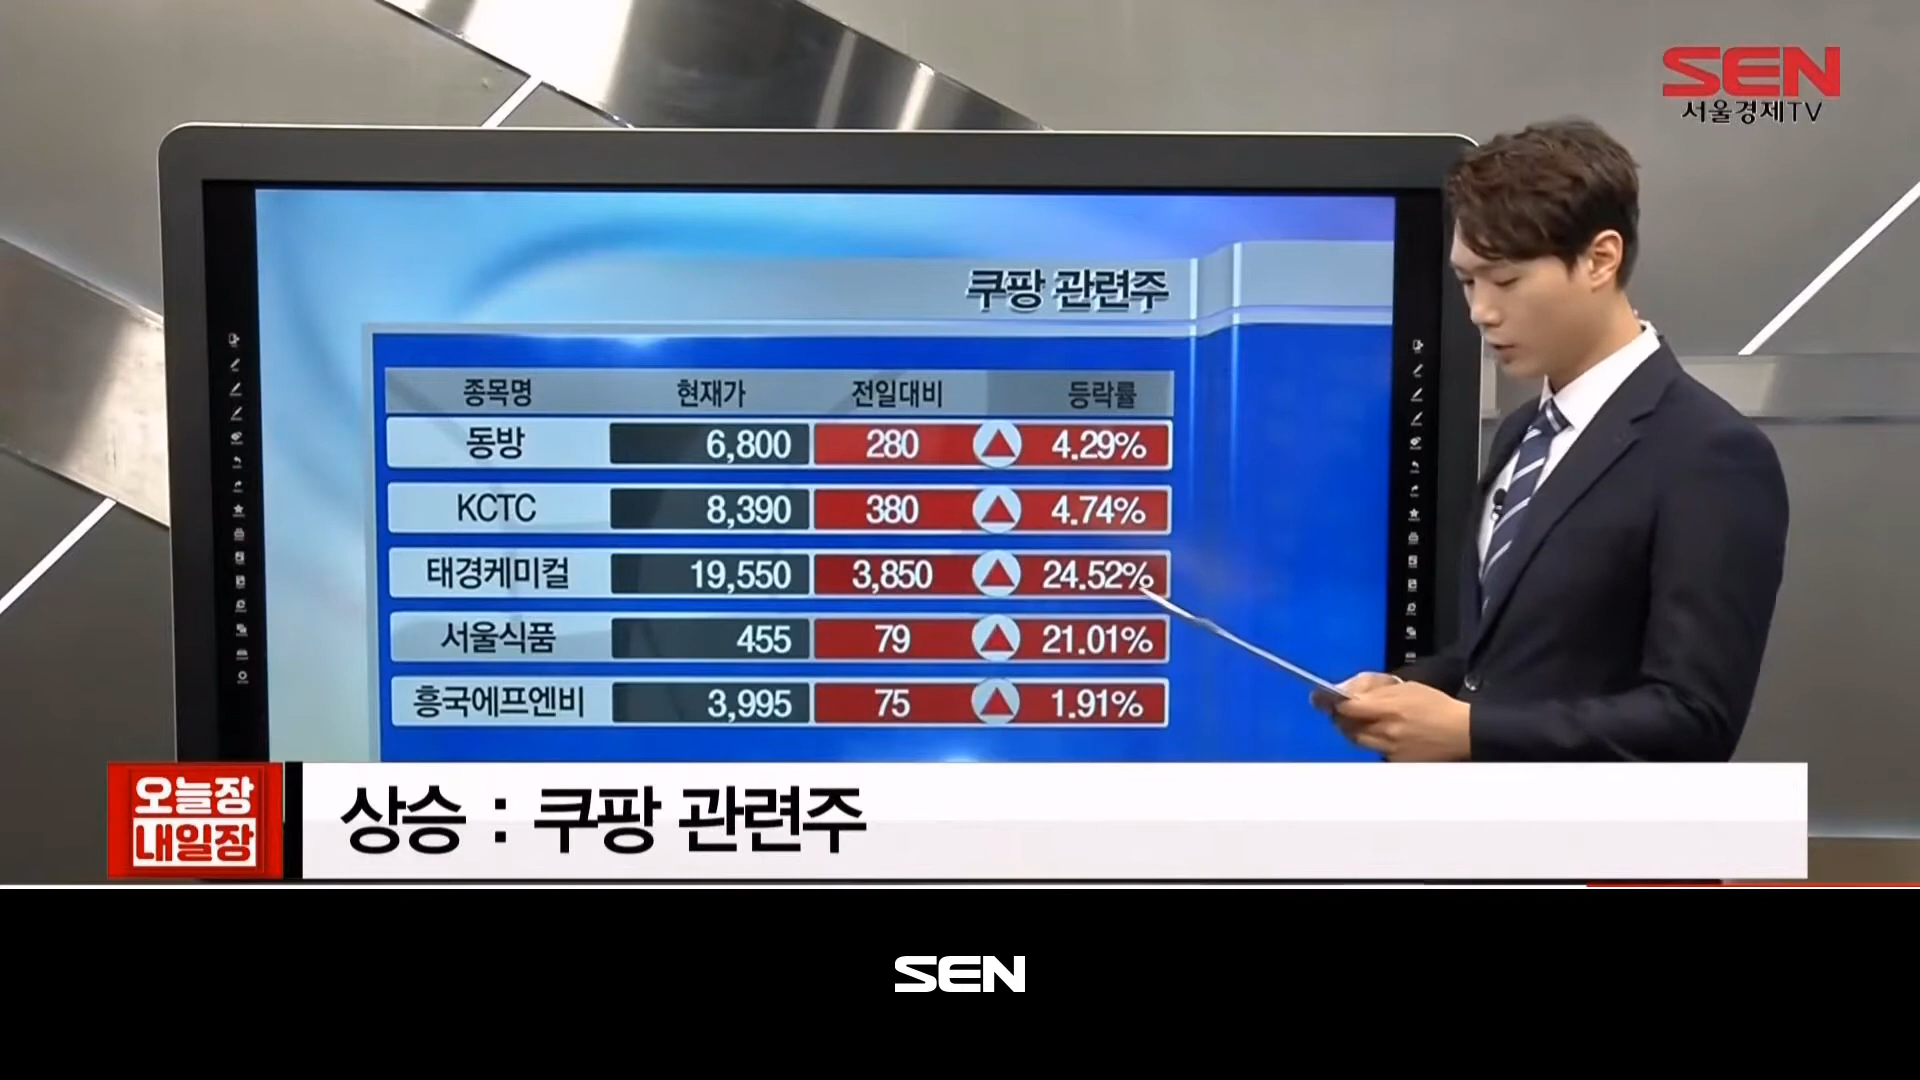 SEN
서울경제TV
쿠팡 관련주
종목명 현재가 전일대비 등락률
동방 6,800 280 4.29%
KCTC 8,390 380 4.74%
태경케미컬 19,550 3,850 24.52%
서울식품 455 79 21.01%
흥국에프엔비 3,995 75 1.91%
오늘장
내일장
상승 : 쿠팡 관련주
SEN